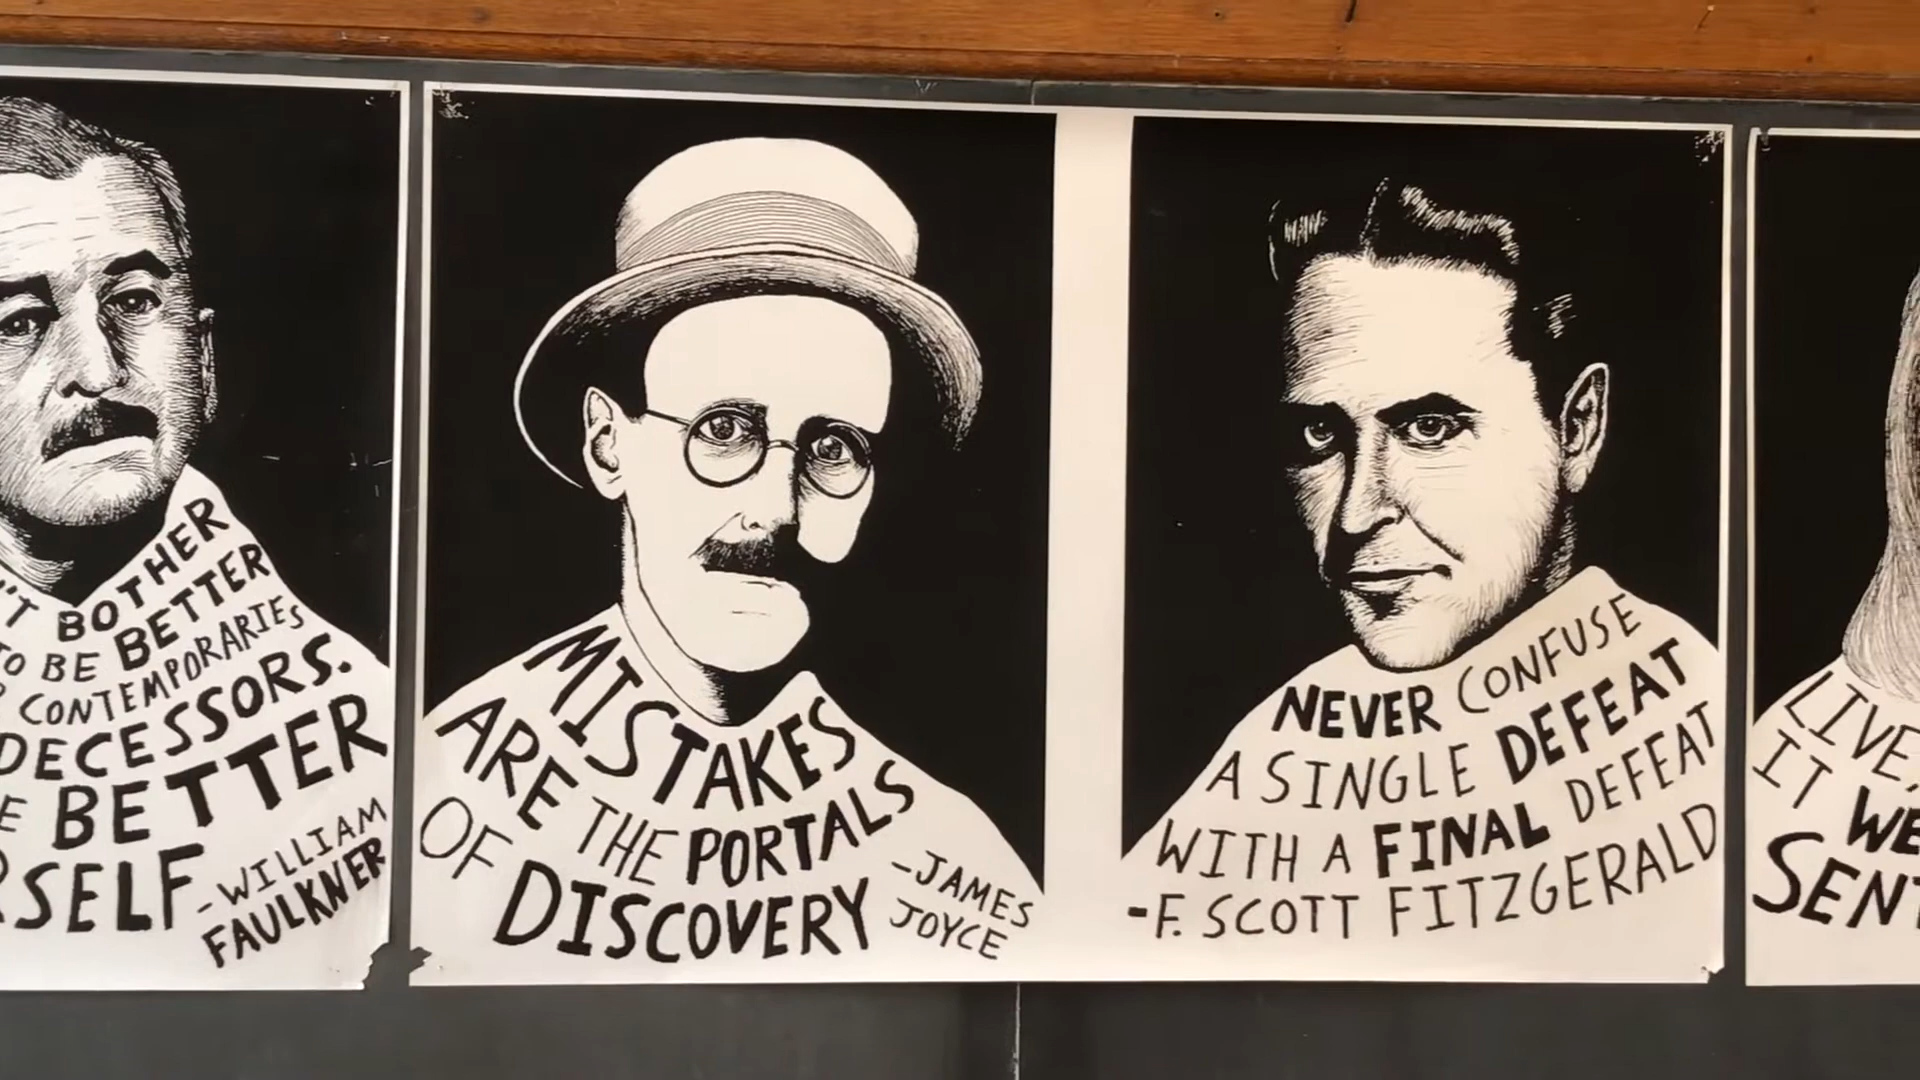 BOTHER
TO BE BETTER
CONTEMPORARIES
DECESSORS.
BETTER
SELF
-WILLIAM
FAULKNER
MISTAKES
ARE THE PORTALS
OF DISCOVERY
-JAMES
JOYCE
NEVER CONFUSE
A SINGLE DEFEAT
WITH A FINAL DEFEAT
-F. SCOTT FITZGERALD
LIVE,
IT WE
SENT